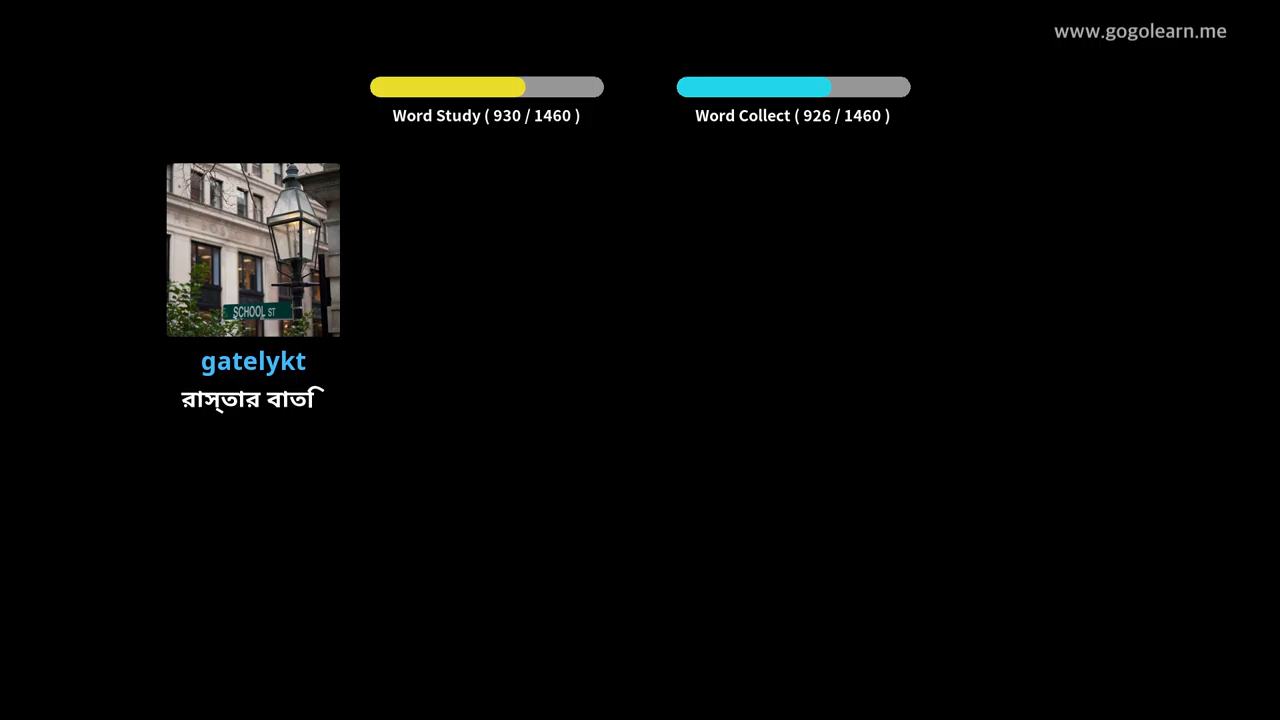 www.gogolearn.me
Word Study ( 930 / 1460 )
Word Collect ( 926 / 1460 )
SCHOOL ST
gatelykt
রাস্তার বাতি